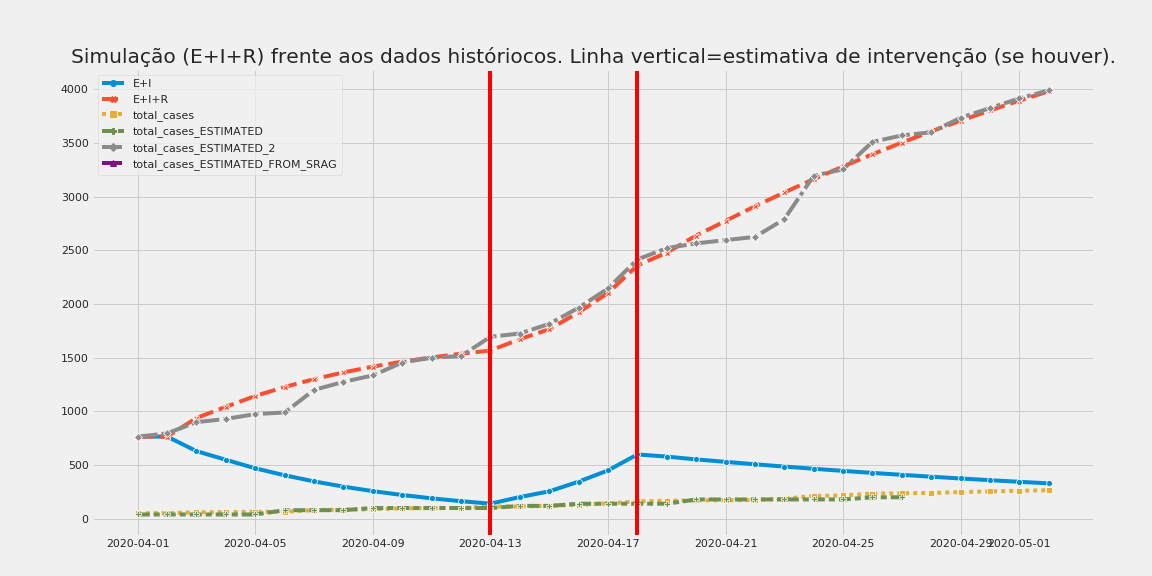 Simulação (E+I+R) frente aos dados históriocos. Linha vertical=estimativa de intervenção (se houver).
E+I
E+I+R
total_cases
total_cases_ESTIMATED
total_cases_ESTIMATED_2
total_cases_ESTIMATED_FROM_SRAG
4000
3500
3000
2500
2000
1500
1000
500
0
2020-04-01 2020-04-05 2020-04-09 2020-04-13 2020-04-17 2020-04-21 2020-04-25 2020-04-29 2020-05-01